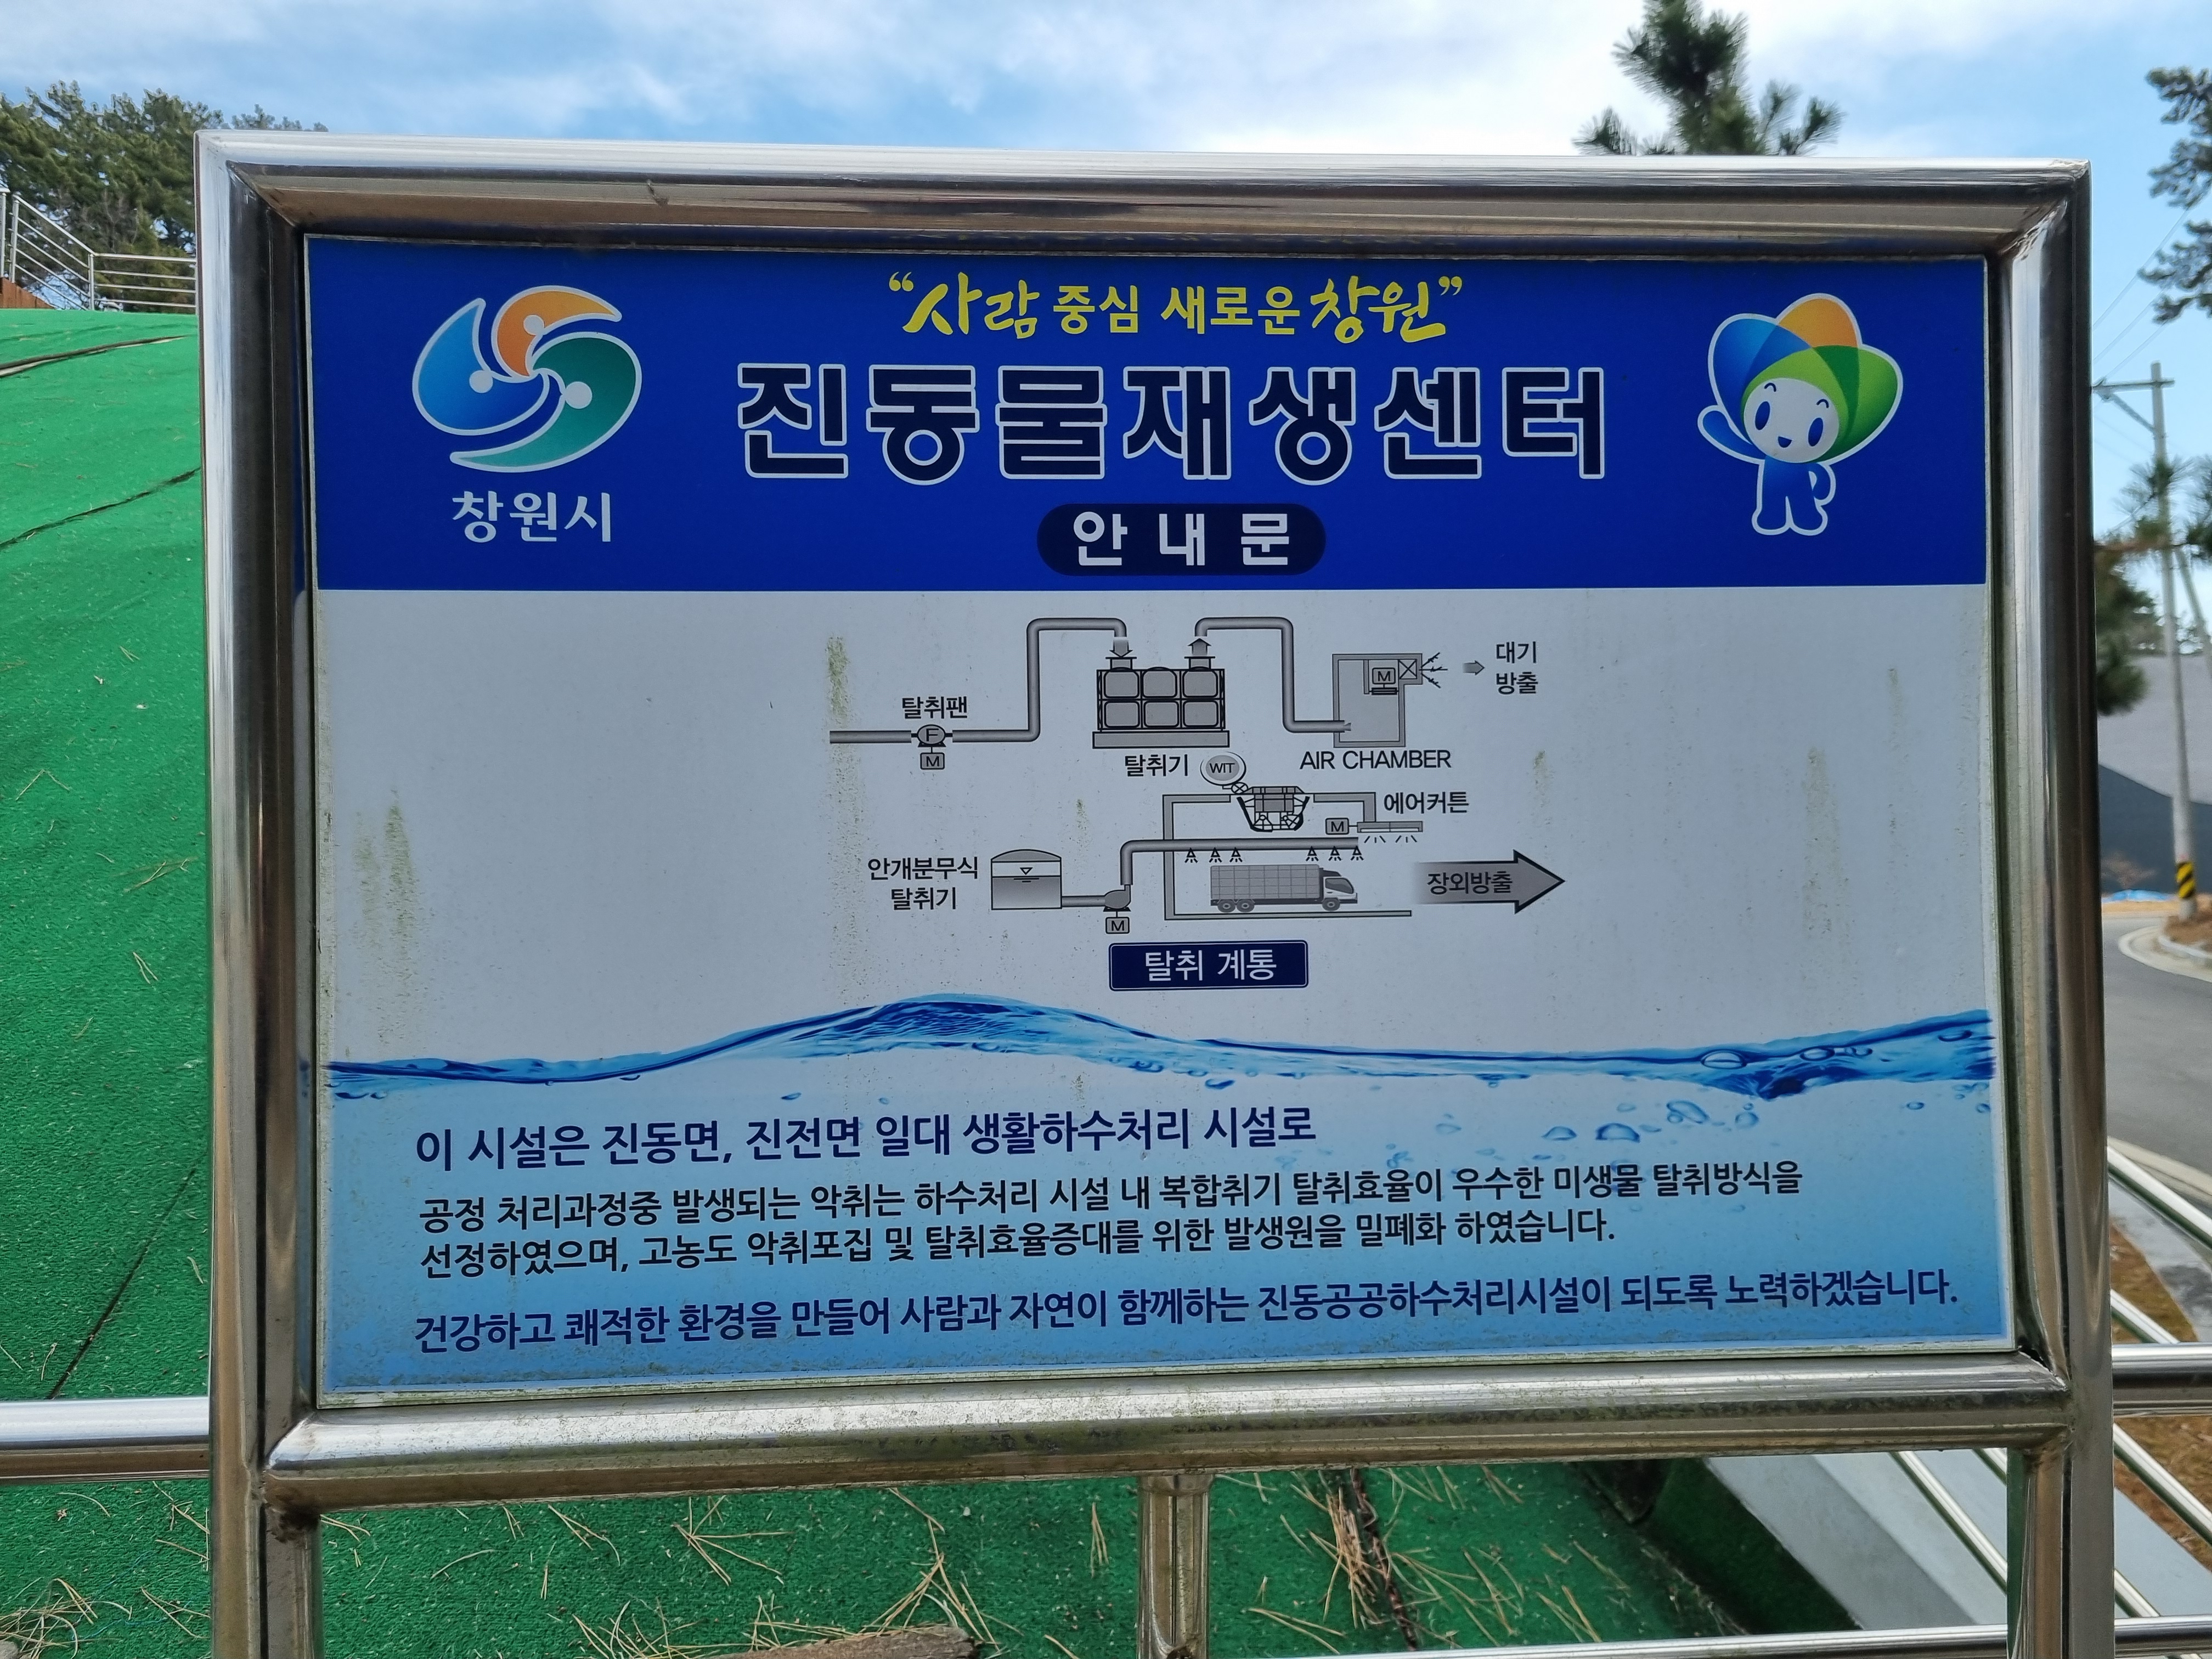 “사람 중심 새로운 창원”
진동물재생센터
창원시
안내문
대기
방출
탈취팬
F
M
M
탈취기
AIR CHAMBER
WIT
에어커튼
M
안개분무식
탈취기
장외방출
M
탈취 계통
이 시설은 진동면, 진전면 일대 생활하수처리 시설로
공정 처리과정중 발생되는 악취는 하수처리 시설 내 복합취기 탈취효율이 우수한 미생물 탈취방식을
선정하였으며, 고농도 악취포집 및 탈취효율증대를 위한 발생원을 밀폐화 하였습니다.
건강하고 쾌적한 환경을 만들어 사람과 자연이 함께하는 진동공공하수처리시설이 되도록 노력하겠습니다.